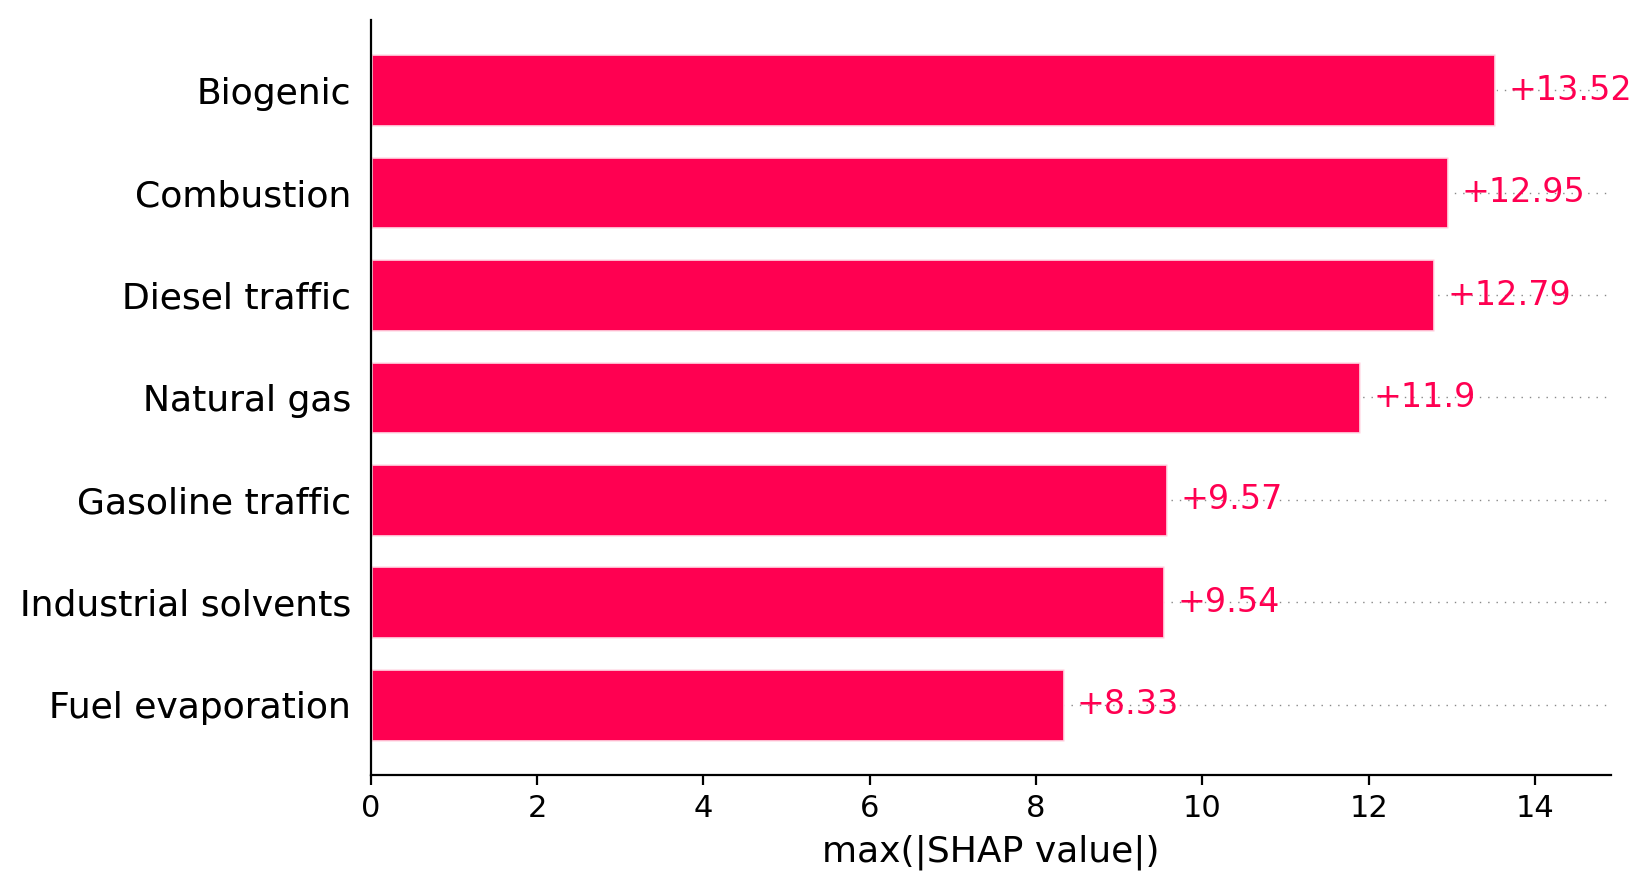 Biogenic +13.52
Combustion +12.95
Diesel traffic +12.79
Natural gas +11.9
Gasoline traffic +9.57
Industrial solvents +9.54
Fuel evaporation +8.33
0 2 4 6 8 10 12 14
max(|SHAP value|)